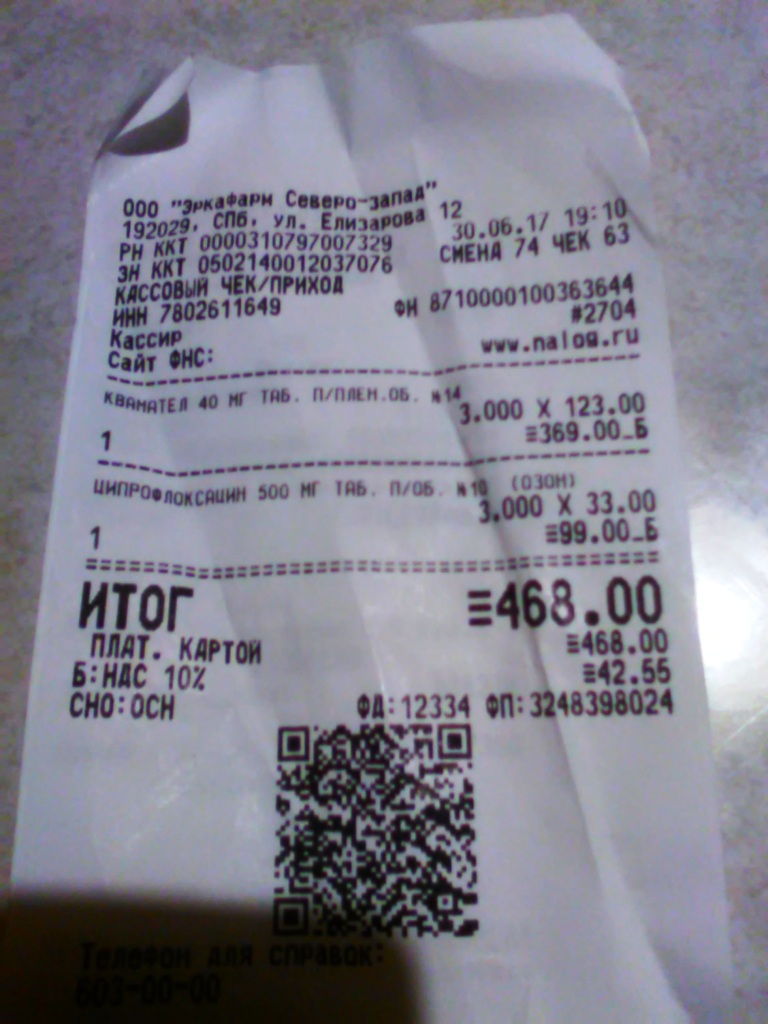 ООО "Эркафарм Северо-запад"
192029, СПб, ул. Елизарова 12
РН ККТ 0000310797007329 30.06.17 19:10
ЗН ККТ 0502140012037076 СМЕНА 74 ЧЕК 63
КАССОВЫЙ ЧЕК/ПРИХОД
ИНН 7802611649 ФН 8710000100363644
Кассир #2704
Сайт ФНС: www.nalog.ru
КВАМАТЕЛ 40 МГ ТАБ. П/ПЛЕН.ОБ. №14
3.000 X 123.00
1 ≡369.00_Б
ЦИПРОФЛОКСАЦИН 500 МГ ТАБ. П/ОБ. №10 (ОЗОН)
3.000 X 33.00
1 ≡99.00_Б
ИТОГ ≡468.00
ПЛАТ. КАРТОЙ ≡468.00
Б:НДС 10% ≡42.55
СНО:ОСН ФД:12334 ФП:3248398024
Телефон для справок:
603-00-00